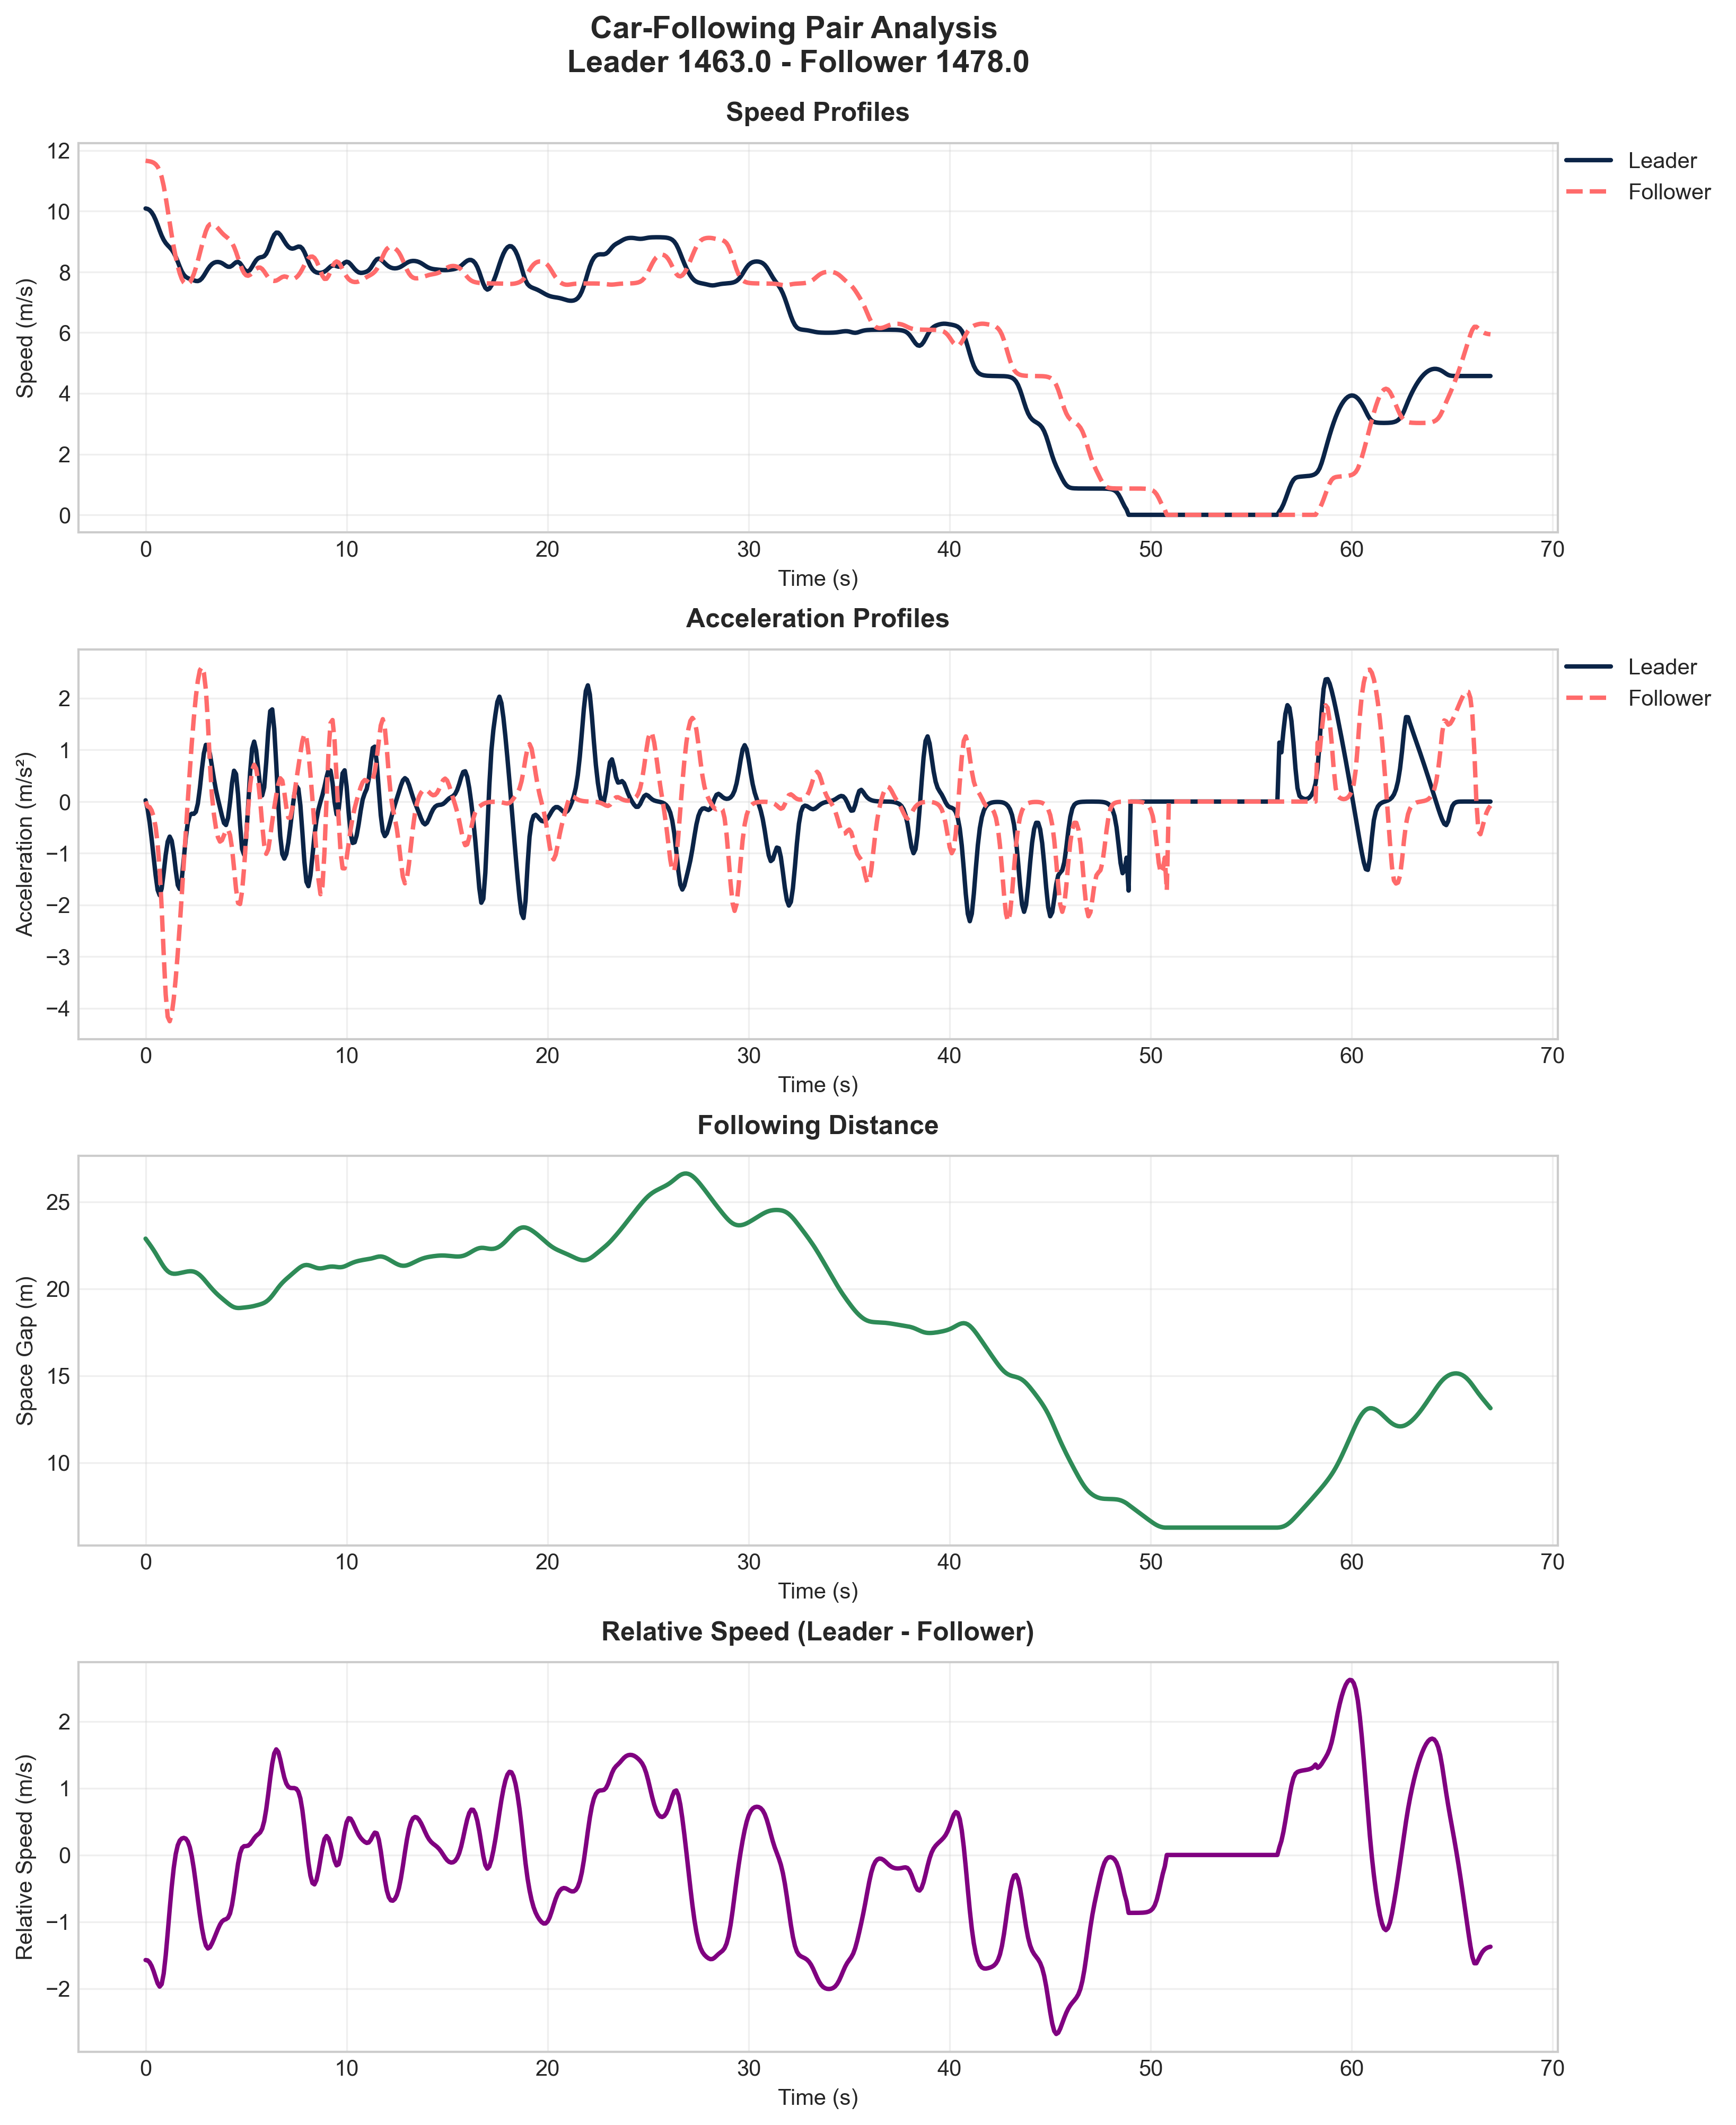 Car-Following Pair Analysis
Leader 1463.0 - Follower 1478.0
Speed Profiles
Speed (m/s)
12
10
8
6
4
2
0
0 10 20 30 40 50 60 70
Time (s)
Leader
Follower
Acceleration Profiles
Acceleration (m/s²)
2
1
0
−1
−2
−3
−4
0 10 20 30 40 50 60 70
Time (s)
Leader
Follower
Following Distance
Space Gap (m)
25
20
15
10
0 10 20 30 40 50 60 70
Time (s)
Relative Speed (Leader - Follower)
Relative Speed (m/s)
2
1
0
−1
−2
0 10 20 30 40 50 60 70
Time (s)